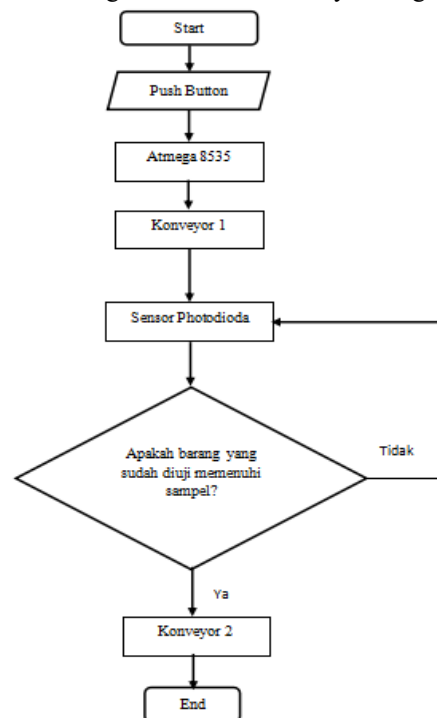 Start
Push Button
Atmega 8535
Konveyor 1
Sensor Photodioda
Apakah barang yang
sudah diuji memenuhi
sampel?
Tidak
Ya
Konveyor 2
End